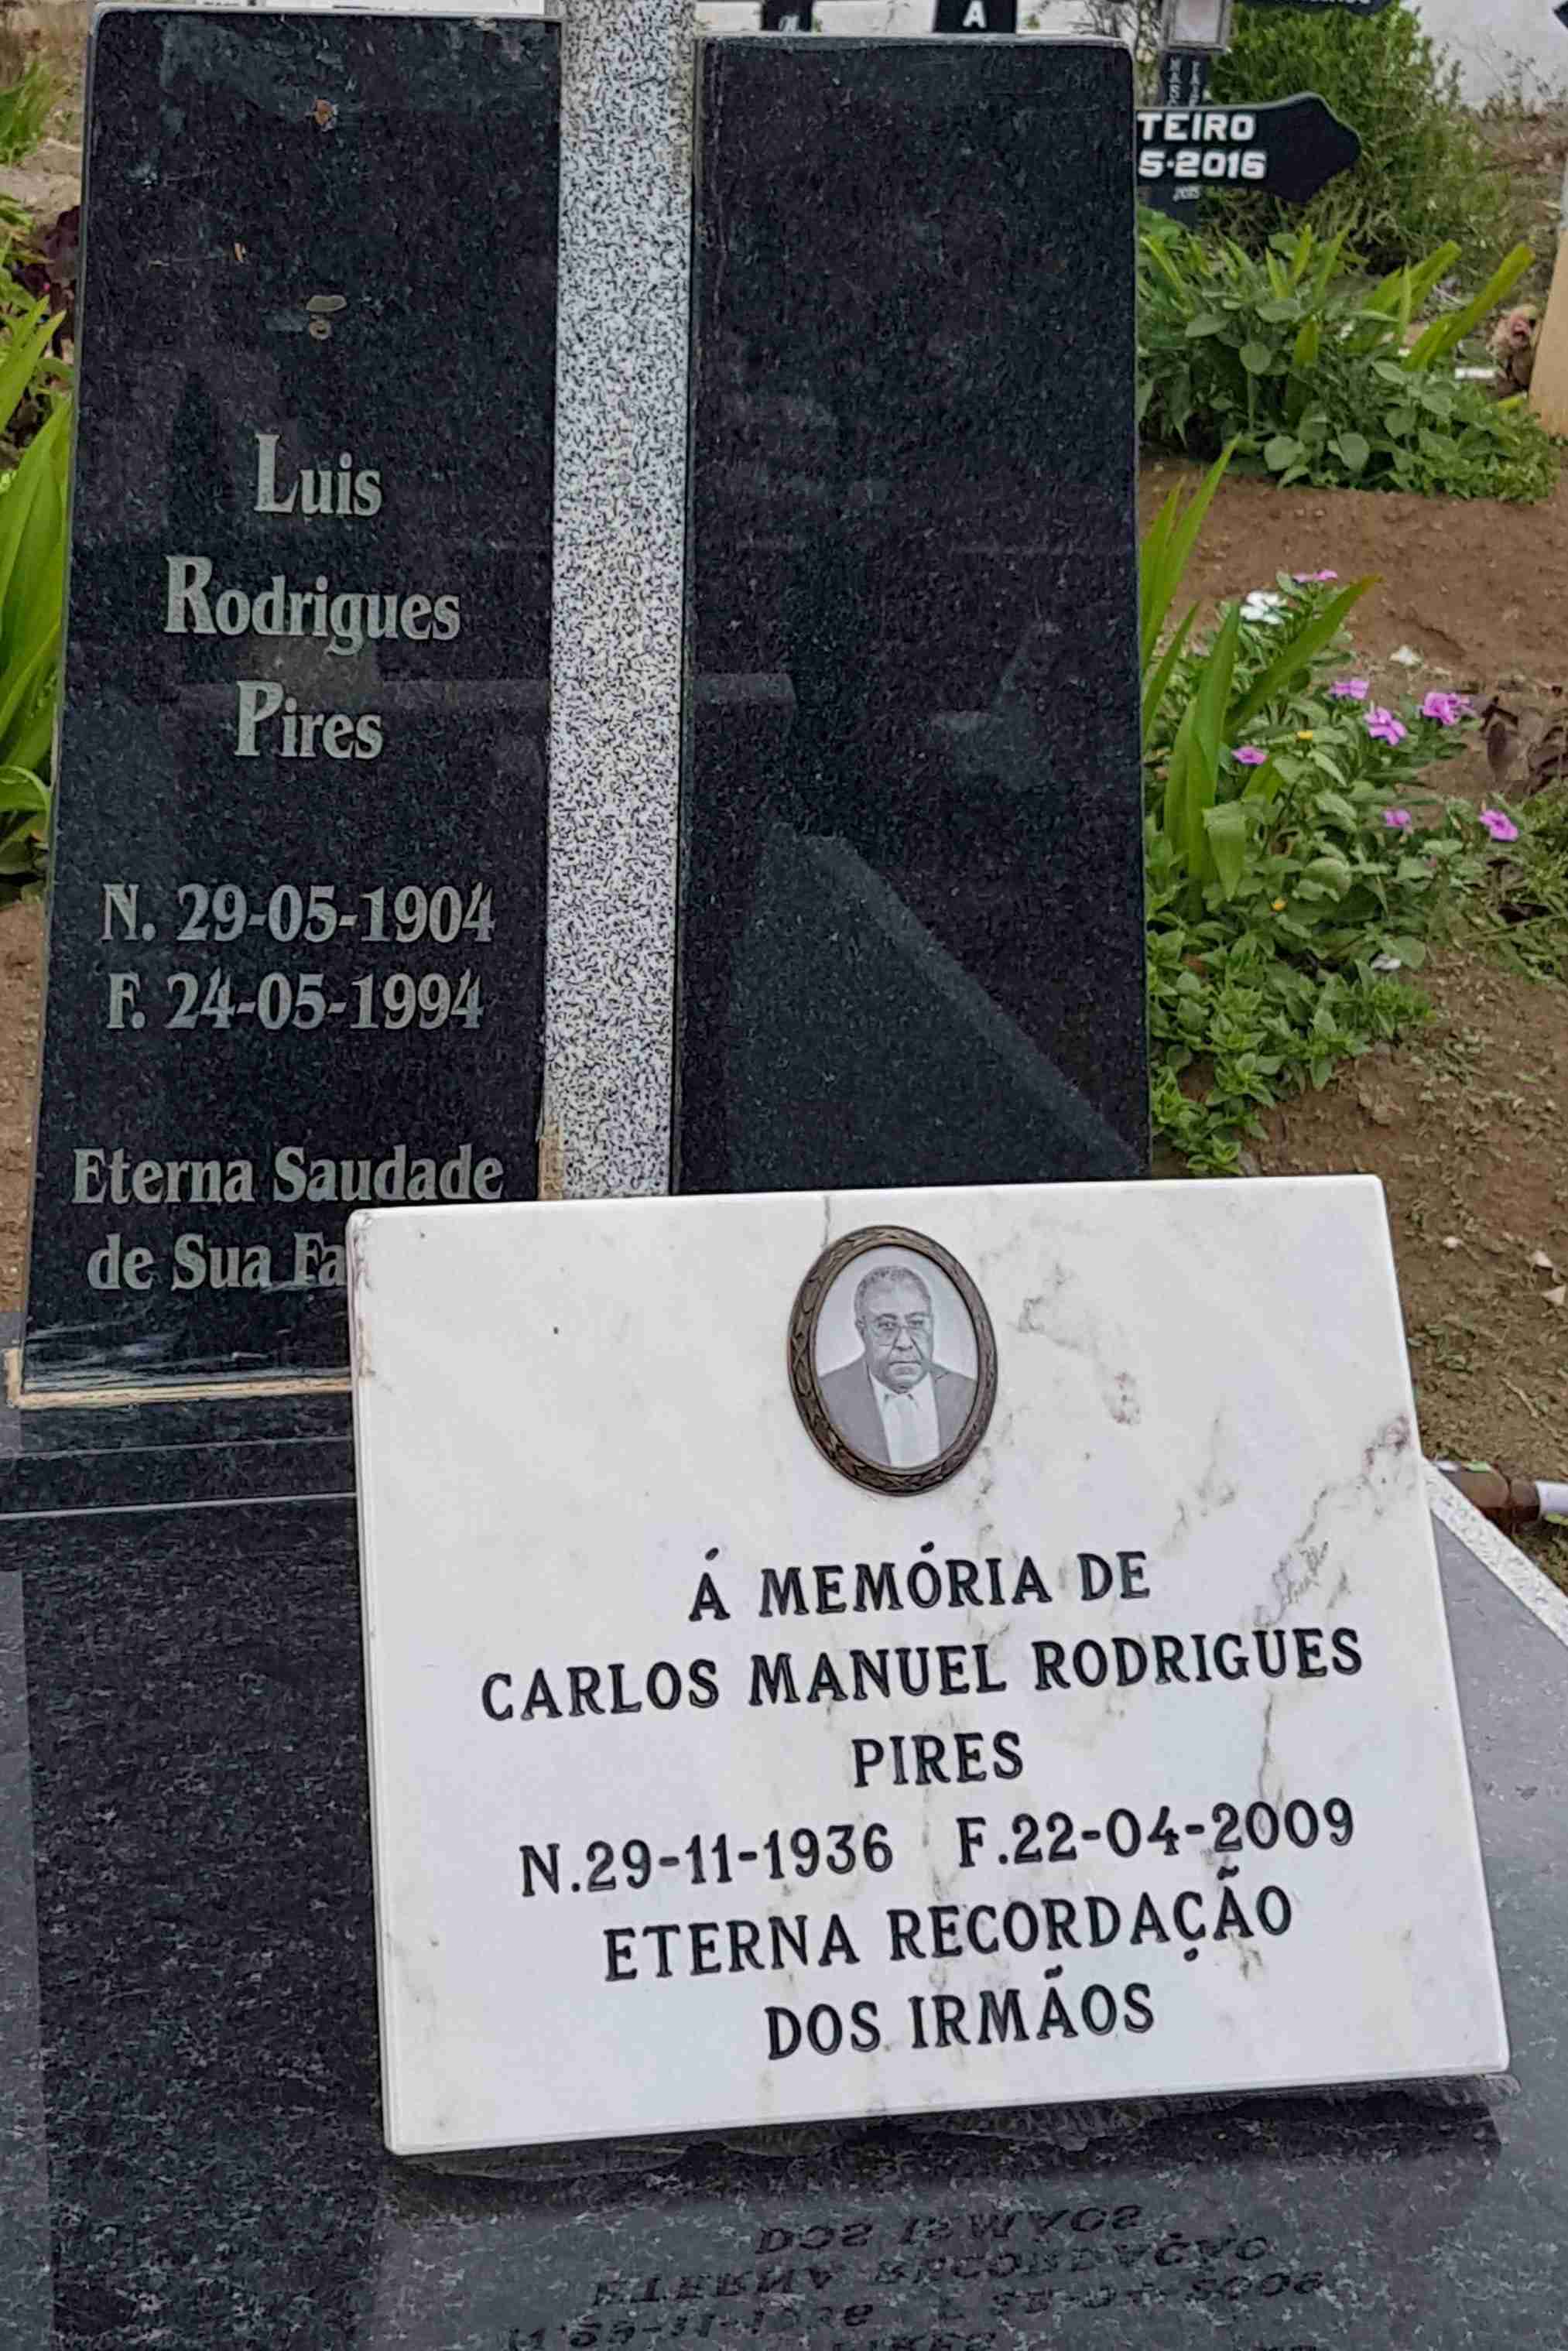 A
TEIRO
5-2016
Luis
Rodrigues
Pires
N. 29-05-1904
F. 24-05-1994
Eterna Saudade
de Sua Fa
Á MEMÓRIA DE
CARLOS MANUEL RODRIGUES
PIRES
N.29-11-1936 F.22-04-2009
ETERNA RECORDAÇÃO
DOS IRMÃOS